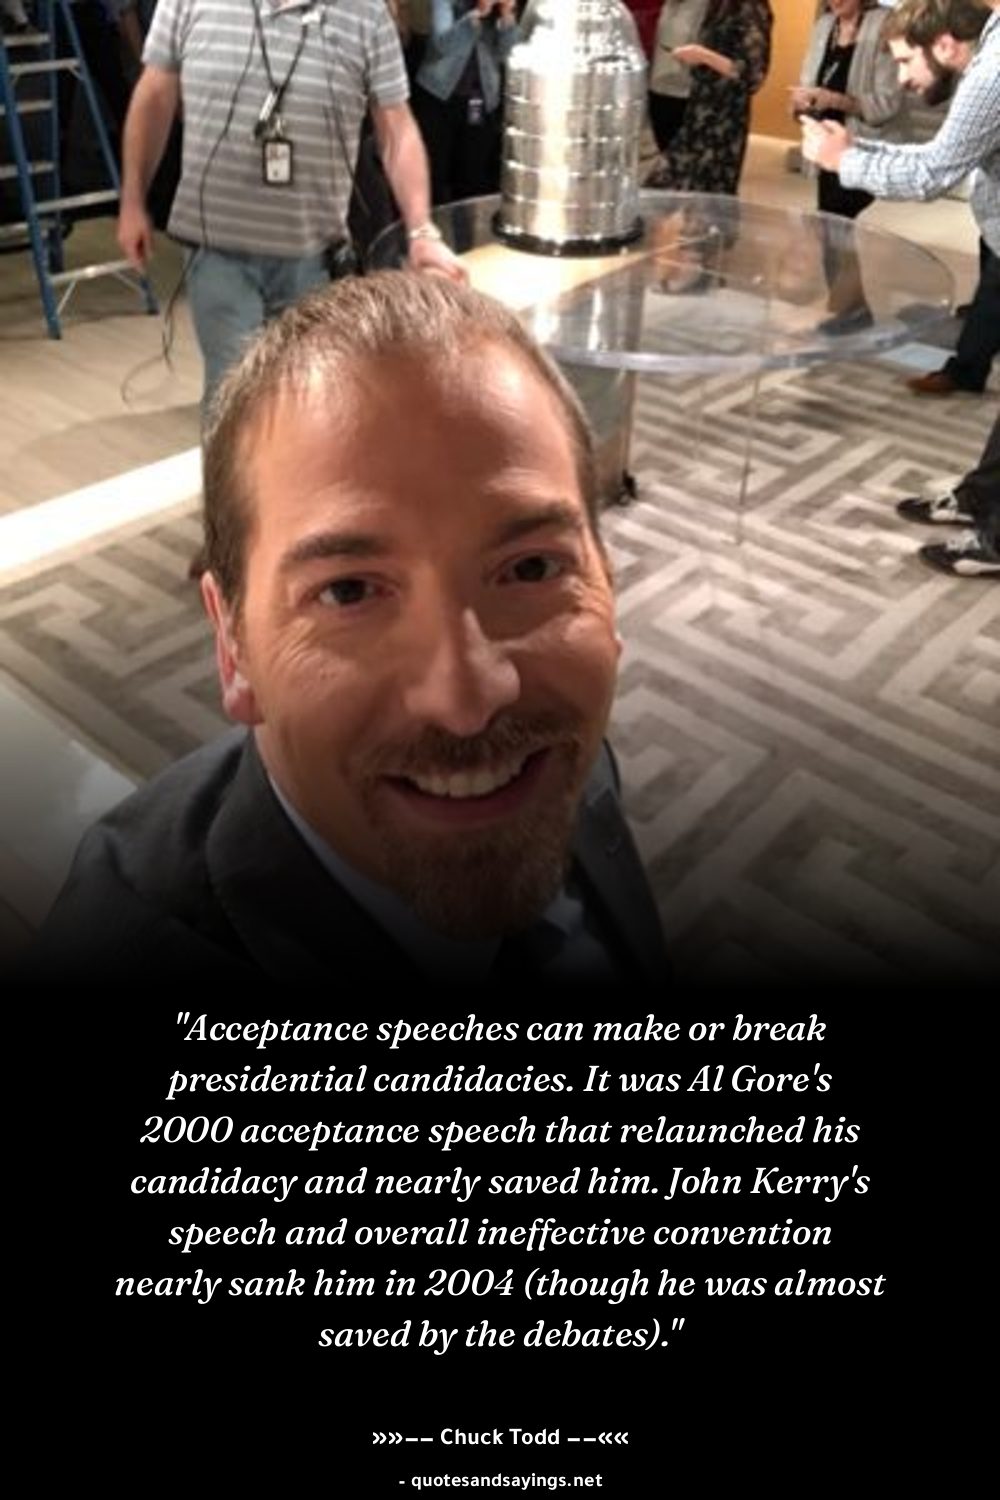 "Acceptance speeches can make or break
presidential candidacies. It was Al Gore's
2000 acceptance speech that relaunched his
candidacy and nearly saved him. John Kerry's
speech and overall ineffective convention
nearly sank him in 2004 (though he was almost
saved by the debates)."
»»−− Chuck Todd −−««
- quotesandsayings.net